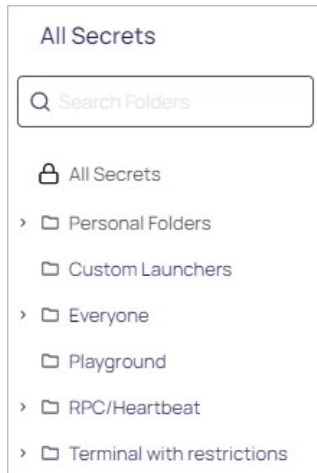 All Secrets
Search Folders
All Secrets
Personal Folders
Custom Launchers
Everyone
Playground
RPC/Heartbeat
Terminal with restrictions